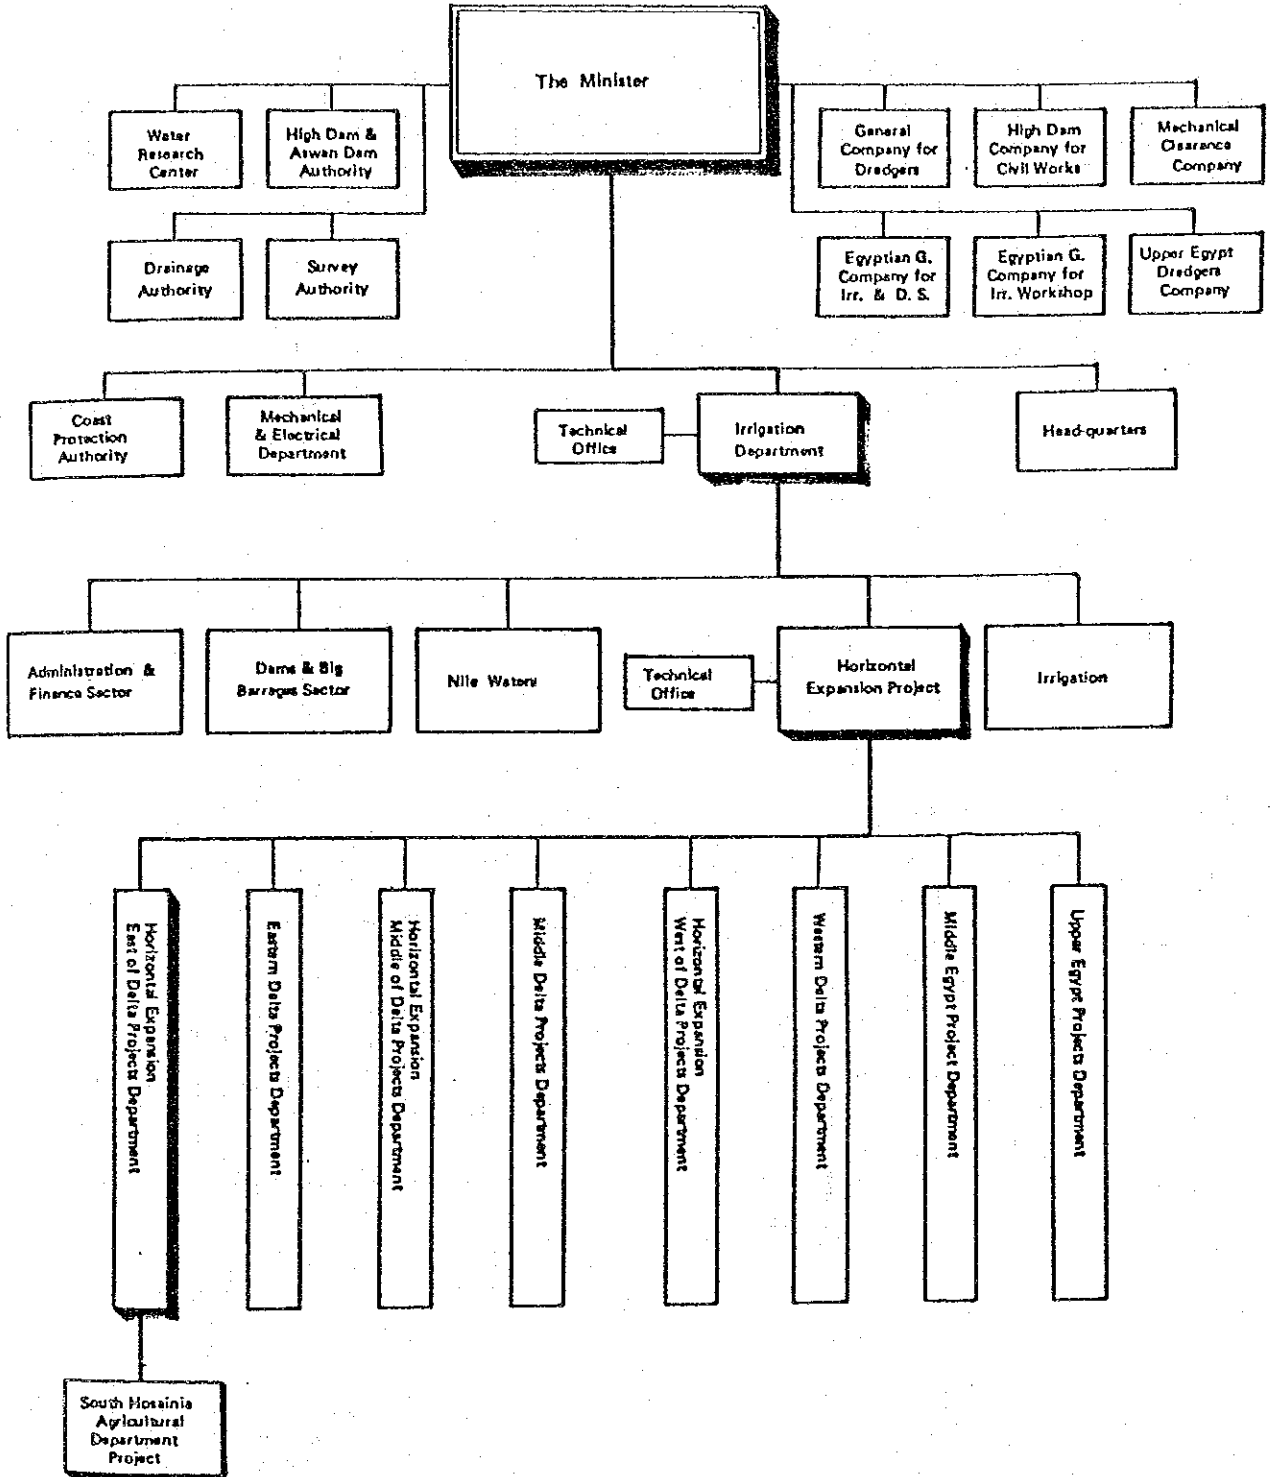 The Minister
Water
Research
Center
High Dam &
Aswan Dam
Authority
General
Company for
Dredgers
High Dam
Company for
Civil Works
Mechanical
Clearance
Company
Drainage
Authority
Survey
Authority
Egyptian G.
Company for
Irr. & D. S.
Egyptian G.
Company for
Irr. Workshop
Upper Egypt
Dredgers
Company
Coast
Protection
Authority
Mechanical
& Electrical
Department
Technical
Office
Irrigation
Department
Head-quarters
Administration &
Finance Sector
Dams & Big
Barrages Sector
Nile Waters
Technical
Office
Horizontal
Expansion Project
Irrigation
Horizontal Expansion
East of Delta Projects Department
Eastern Delta Projects Department
Horizontal Expansion
Middle of Delta Projects Department
Middle Delta Projects Department
Horizontal Expansion
West of Delta Projects Department
Western Delta Projects Department
Middle Egypt Project Department
Upper Egypt Projects Department
South Hosainia
Agricultural
Department
Project